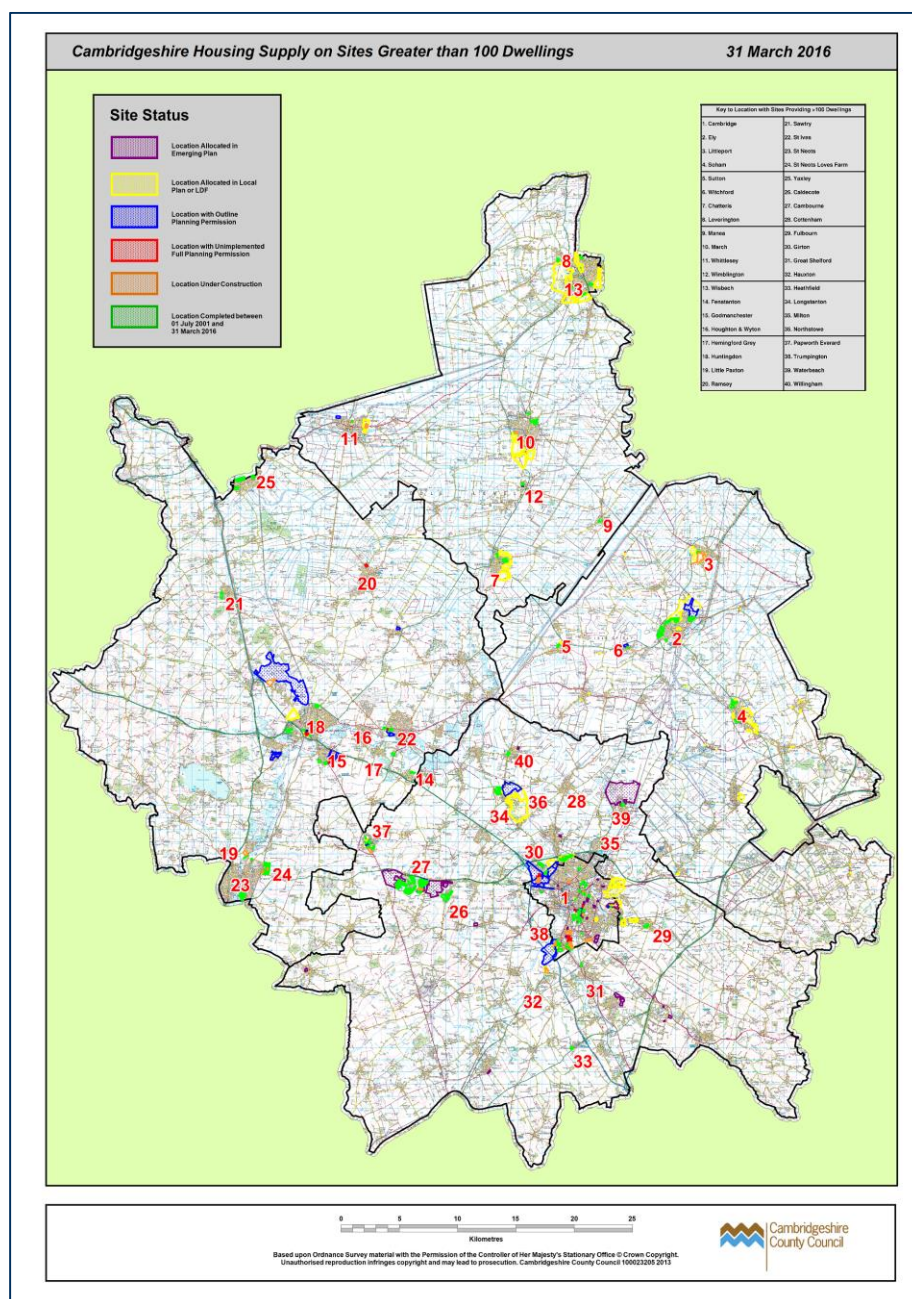 Cambridgeshire Housing Supply on Sites Greater than 100 Dwellings 31 March 2016
Site Status
Location Allocated in
Emerging Plan
Location Allocated in Local
Plan or LDF
Location with Outline
Planning Permission
Location with Unimplemented
Full Planning Permission
Location Under Construction
Location Completed between
01 July 2001 and
31 March 2016
Key to Location with Sites Providing >100 Dwellings
1. Cambridge 21. Sawtry
2. Ely 22. St Ives
3. Littleport 23. St Neots
4. Soham 24. St Neots Loves Farm
5. Sutton 25. Yaxley
6. Witchford 26. Caldecote
7. Chatteris 27. Cambourne
8. Leverington 28. Cottenham
9. Manea 29. Fulbourn
10. March 30. Girton
11. Whittlesey 31. Great Shelford
12. Wimblington 32. Hauxton
13. Wisbech 33. Heathfield
14. Fenstanton 34. Longstanton
15. Godmanchester 35. Milton
16. Houghton & Wyton 36. Northstowe
17. Hemingford Grey 37. Papworth Everard
18. Huntingdon 38. Trumpington
19. Little Paxton 39. Waterbeach
20. Ramsey 40. Willingham
8
13
11
10
25
12
9
20
7
3
21
5
6
2
4
18
16
22
15
17
14
40
36
28
34
39
37
19
30
35
27
24
23
26
1
38
29
32
31
33
0 5 10 15 20 25
Kilometres
Based upon Ordnance Survey material with the Permission of the Controller of Her Majesty's Stationary Office © Crown Copyright.
Unauthorised reproduction infringes copyright and may lead to prosecution. Cambridgeshire County Council 100023205 2013
Cambridgeshire
County Council